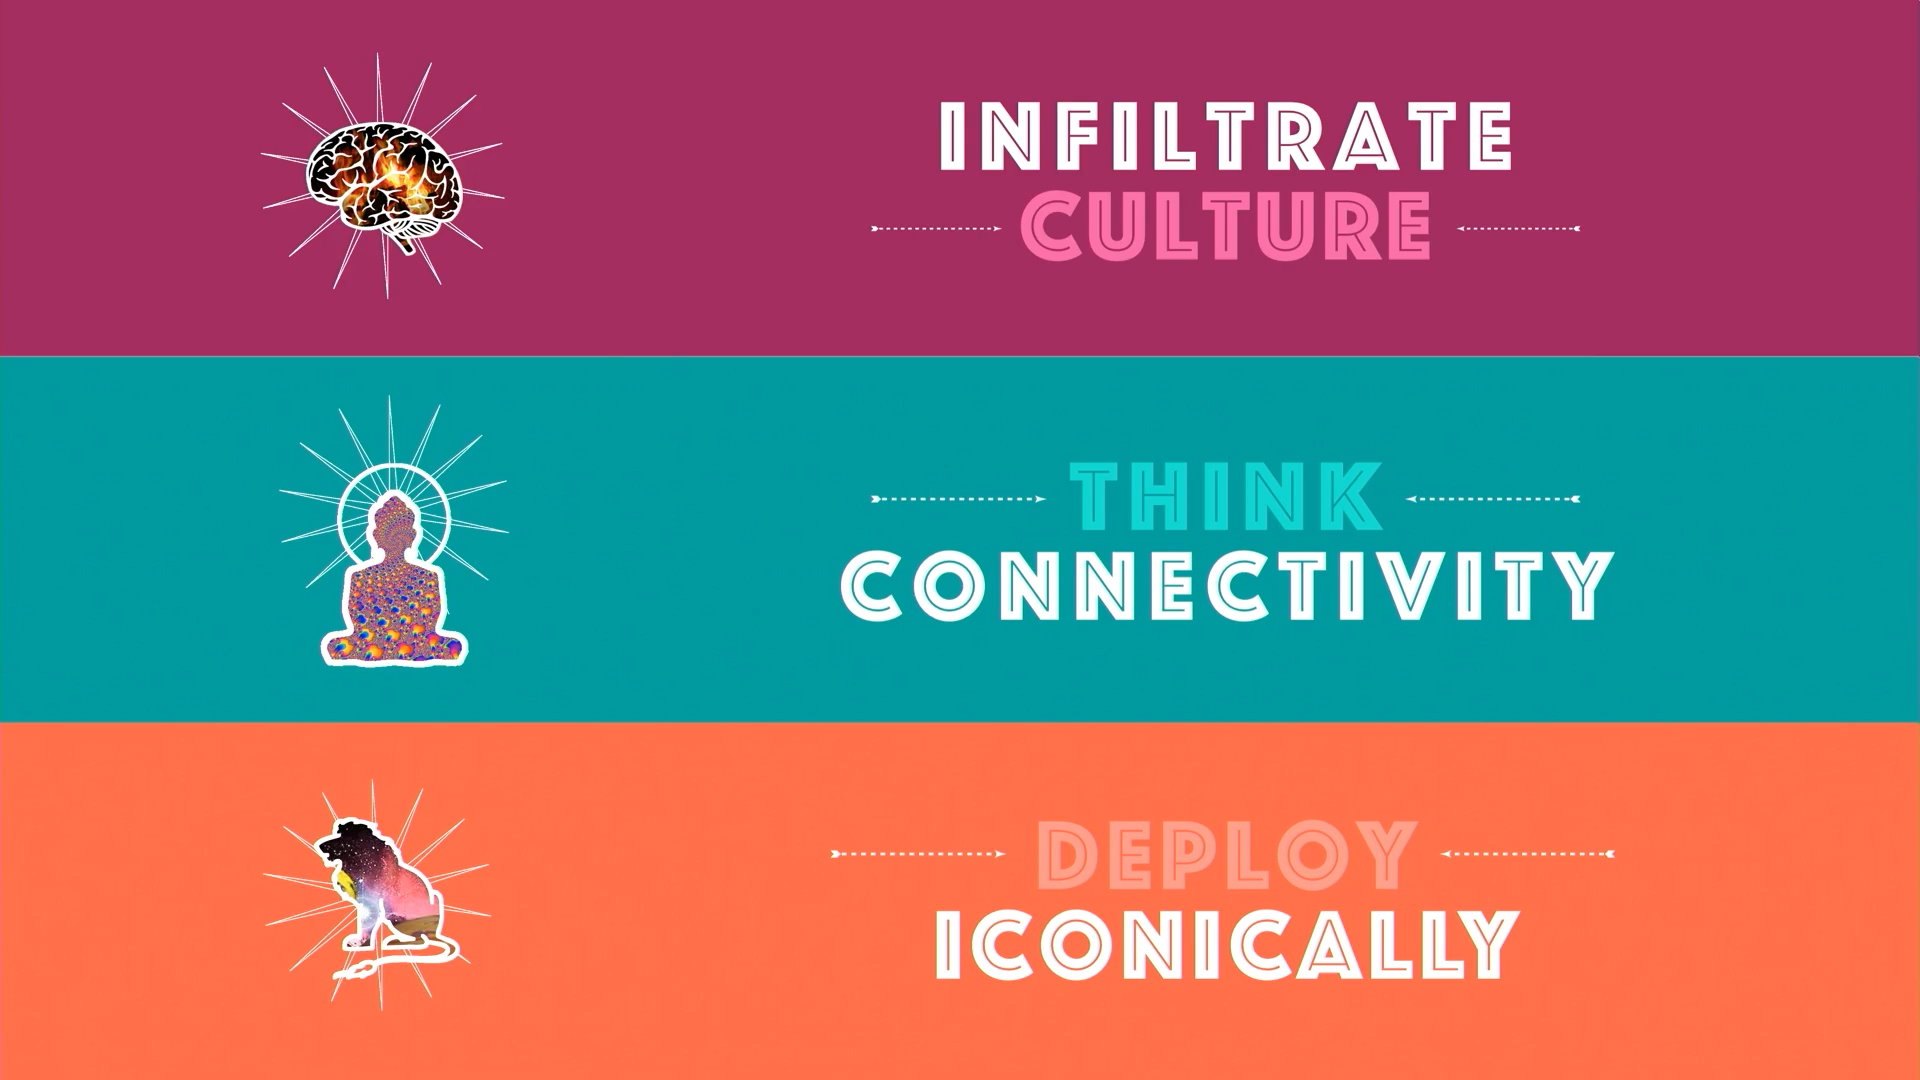 INFILTRATE
CULTURE
THINK
CONNECTIVITY
DEPLOY
ICONICALLY